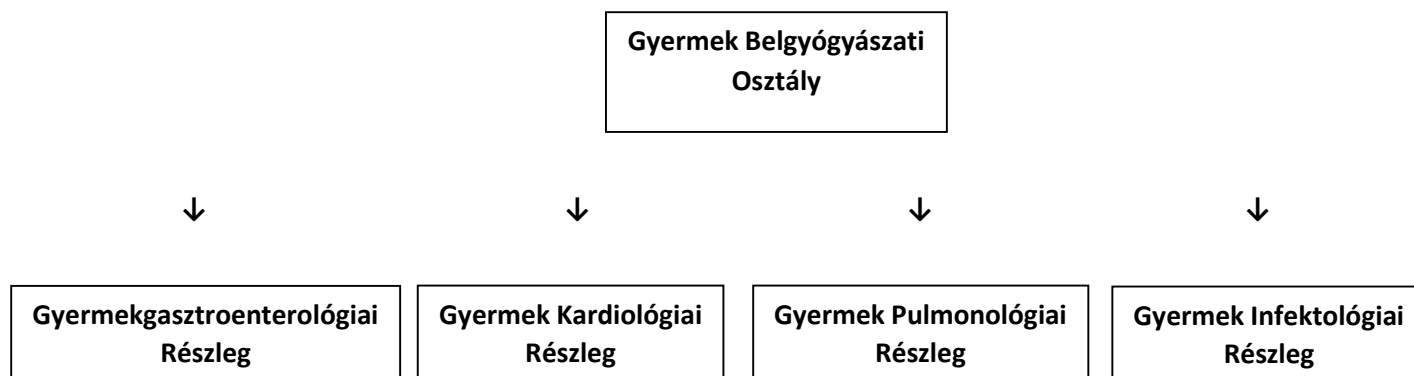 Gyermek Belgyógyászati
Osztály
↓ ↓ ↓ ↓
Gyermekgasztroenterológiai
Részleg
Gyermek Kardiológiai
Részleg
Gyermek Pulmonológiai
Részleg
Gyermek Infektológiai
Részleg